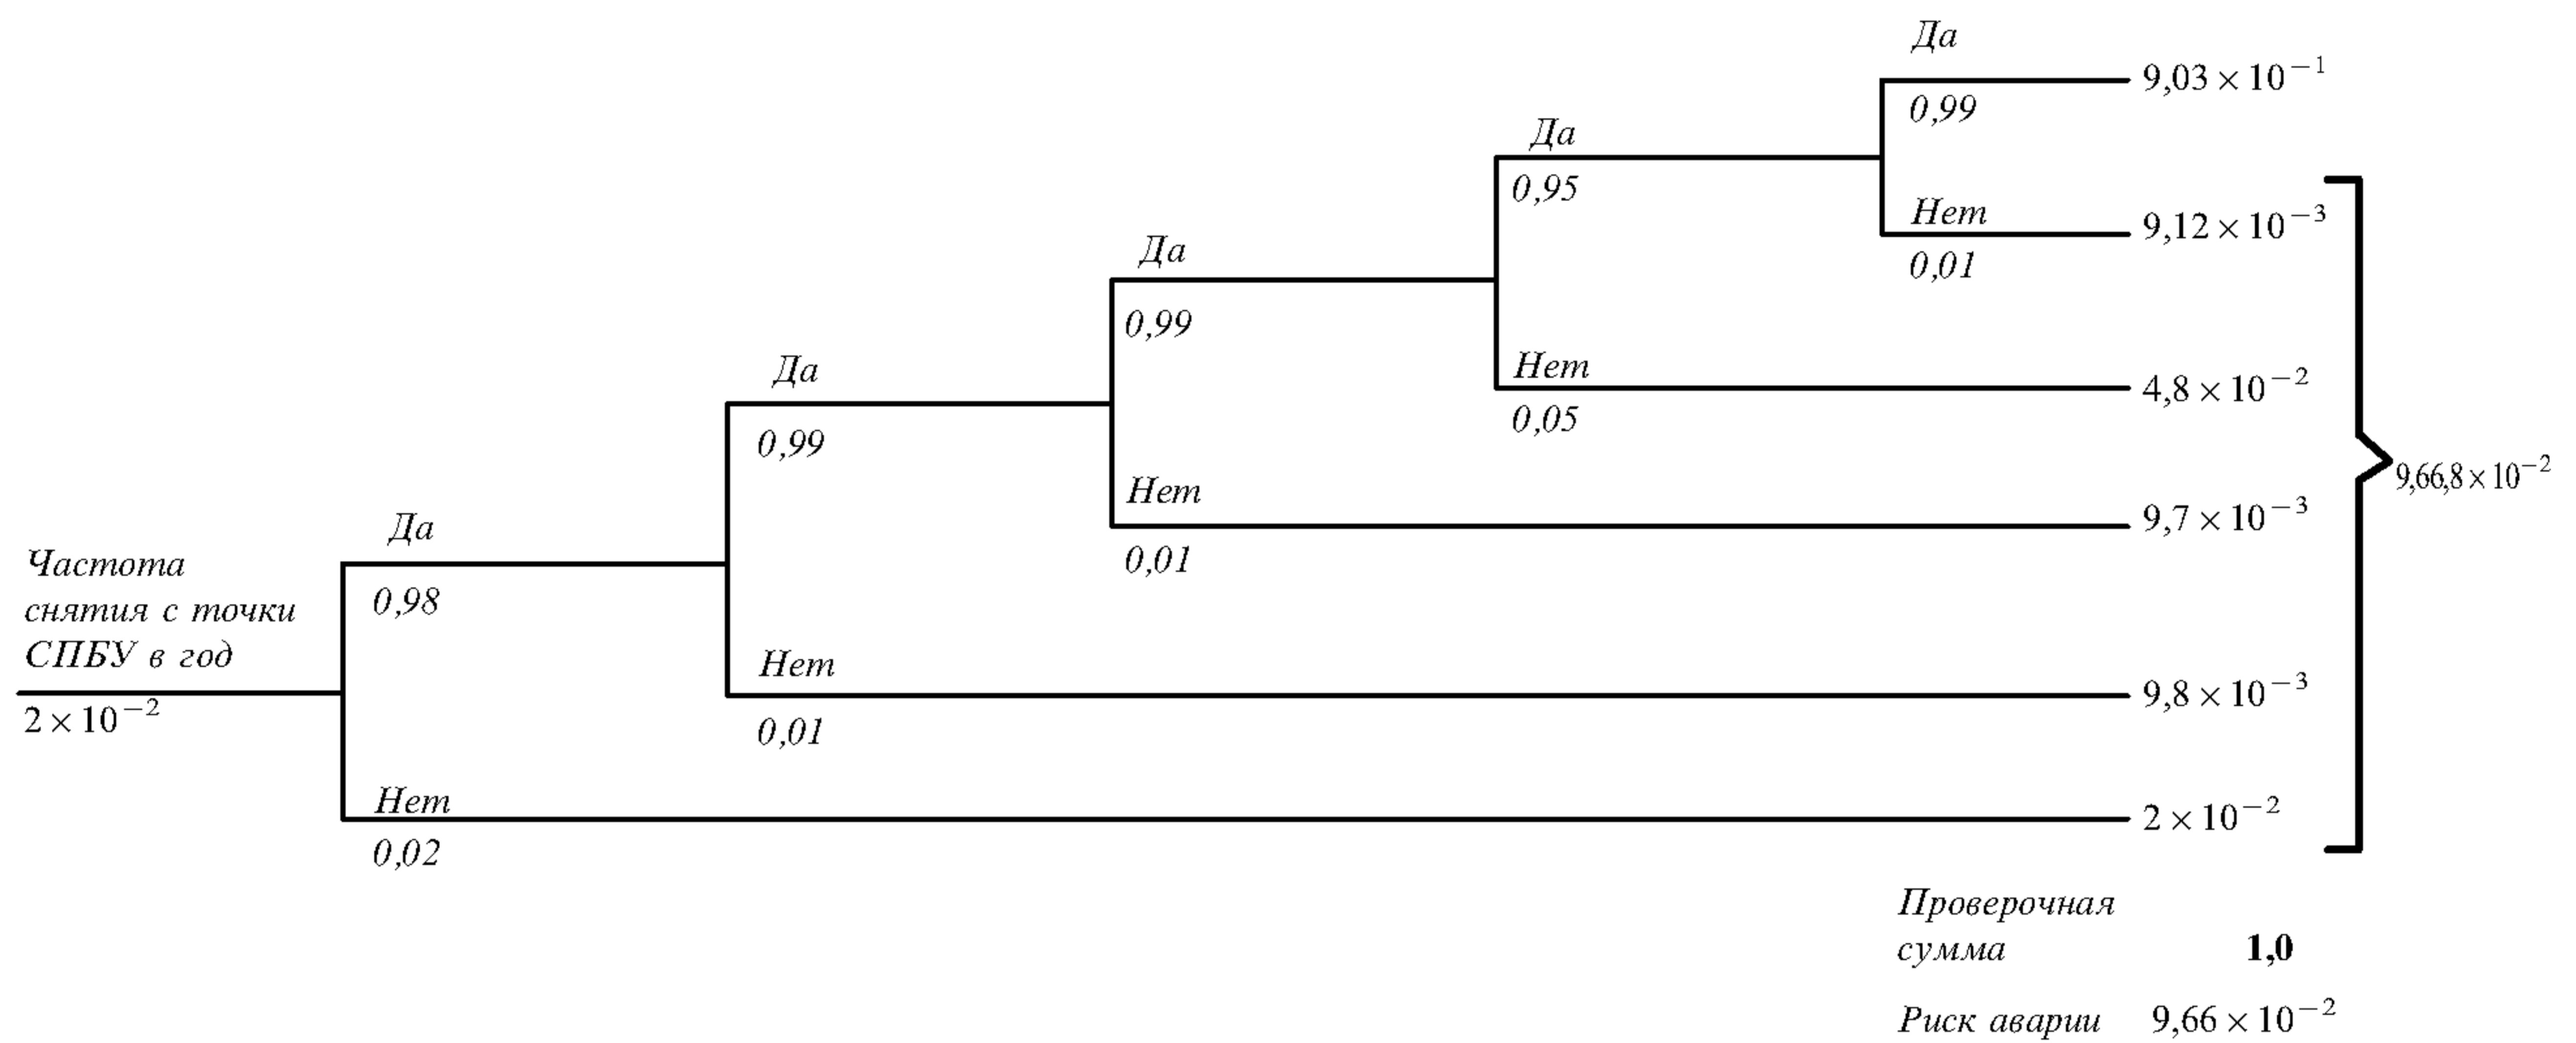 Да
9,03 × 10⁻¹
0,99
Да
0,95
Нет
9,12 × 10⁻³
0,01
Да
0,99
Нет
4,8 × 10⁻²
0,05
Да
0,99
9,66,8 × 10⁻²
Нет
9,7 × 10⁻³
0,01
Да
0,98
Частота
снятия с точки
СПБУ в год
2 × 10⁻²
Нет
9,8 × 10⁻³
0,01
Нет
2 × 10⁻²
0,02
Проверочная
сумма 1,0
Риск аварии 9,66 × 10⁻²